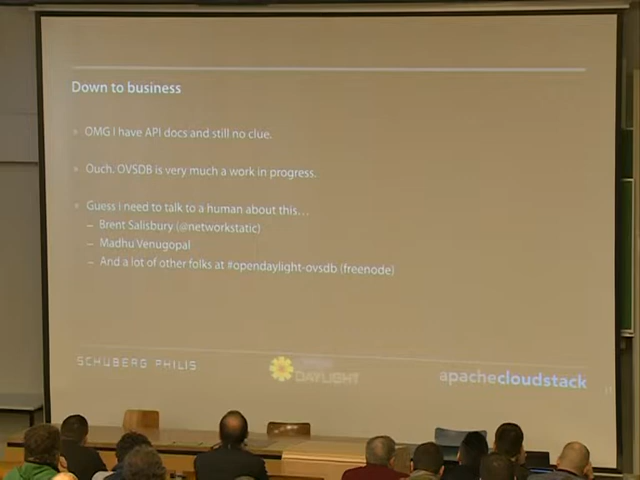 Down to business
OMG I have API docs and still no clue.
Ouch. OVSDB is very much a work in progress.
Guess I need to talk to a human about this…
– Brent Salisbury (@networkstatic)
– Madhu Venugopal
– And a lot of other folks at #opendaylight-ovsdb (freenode)
SCHUBERG PHILIS
DAYLIGHT
apachecloudstack